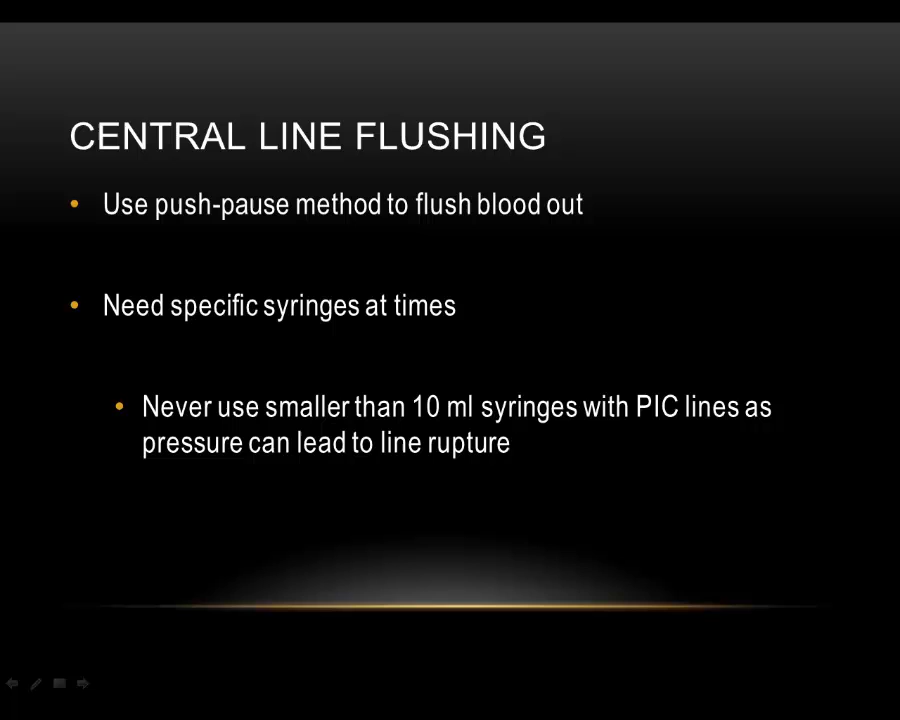 CENTRAL LINE FLUSHING
• Use push-pause method to flush blood out
• Need specific syringes at times
• Never use smaller than 10 ml syringes with PIC lines as
pressure can lead to line rupture